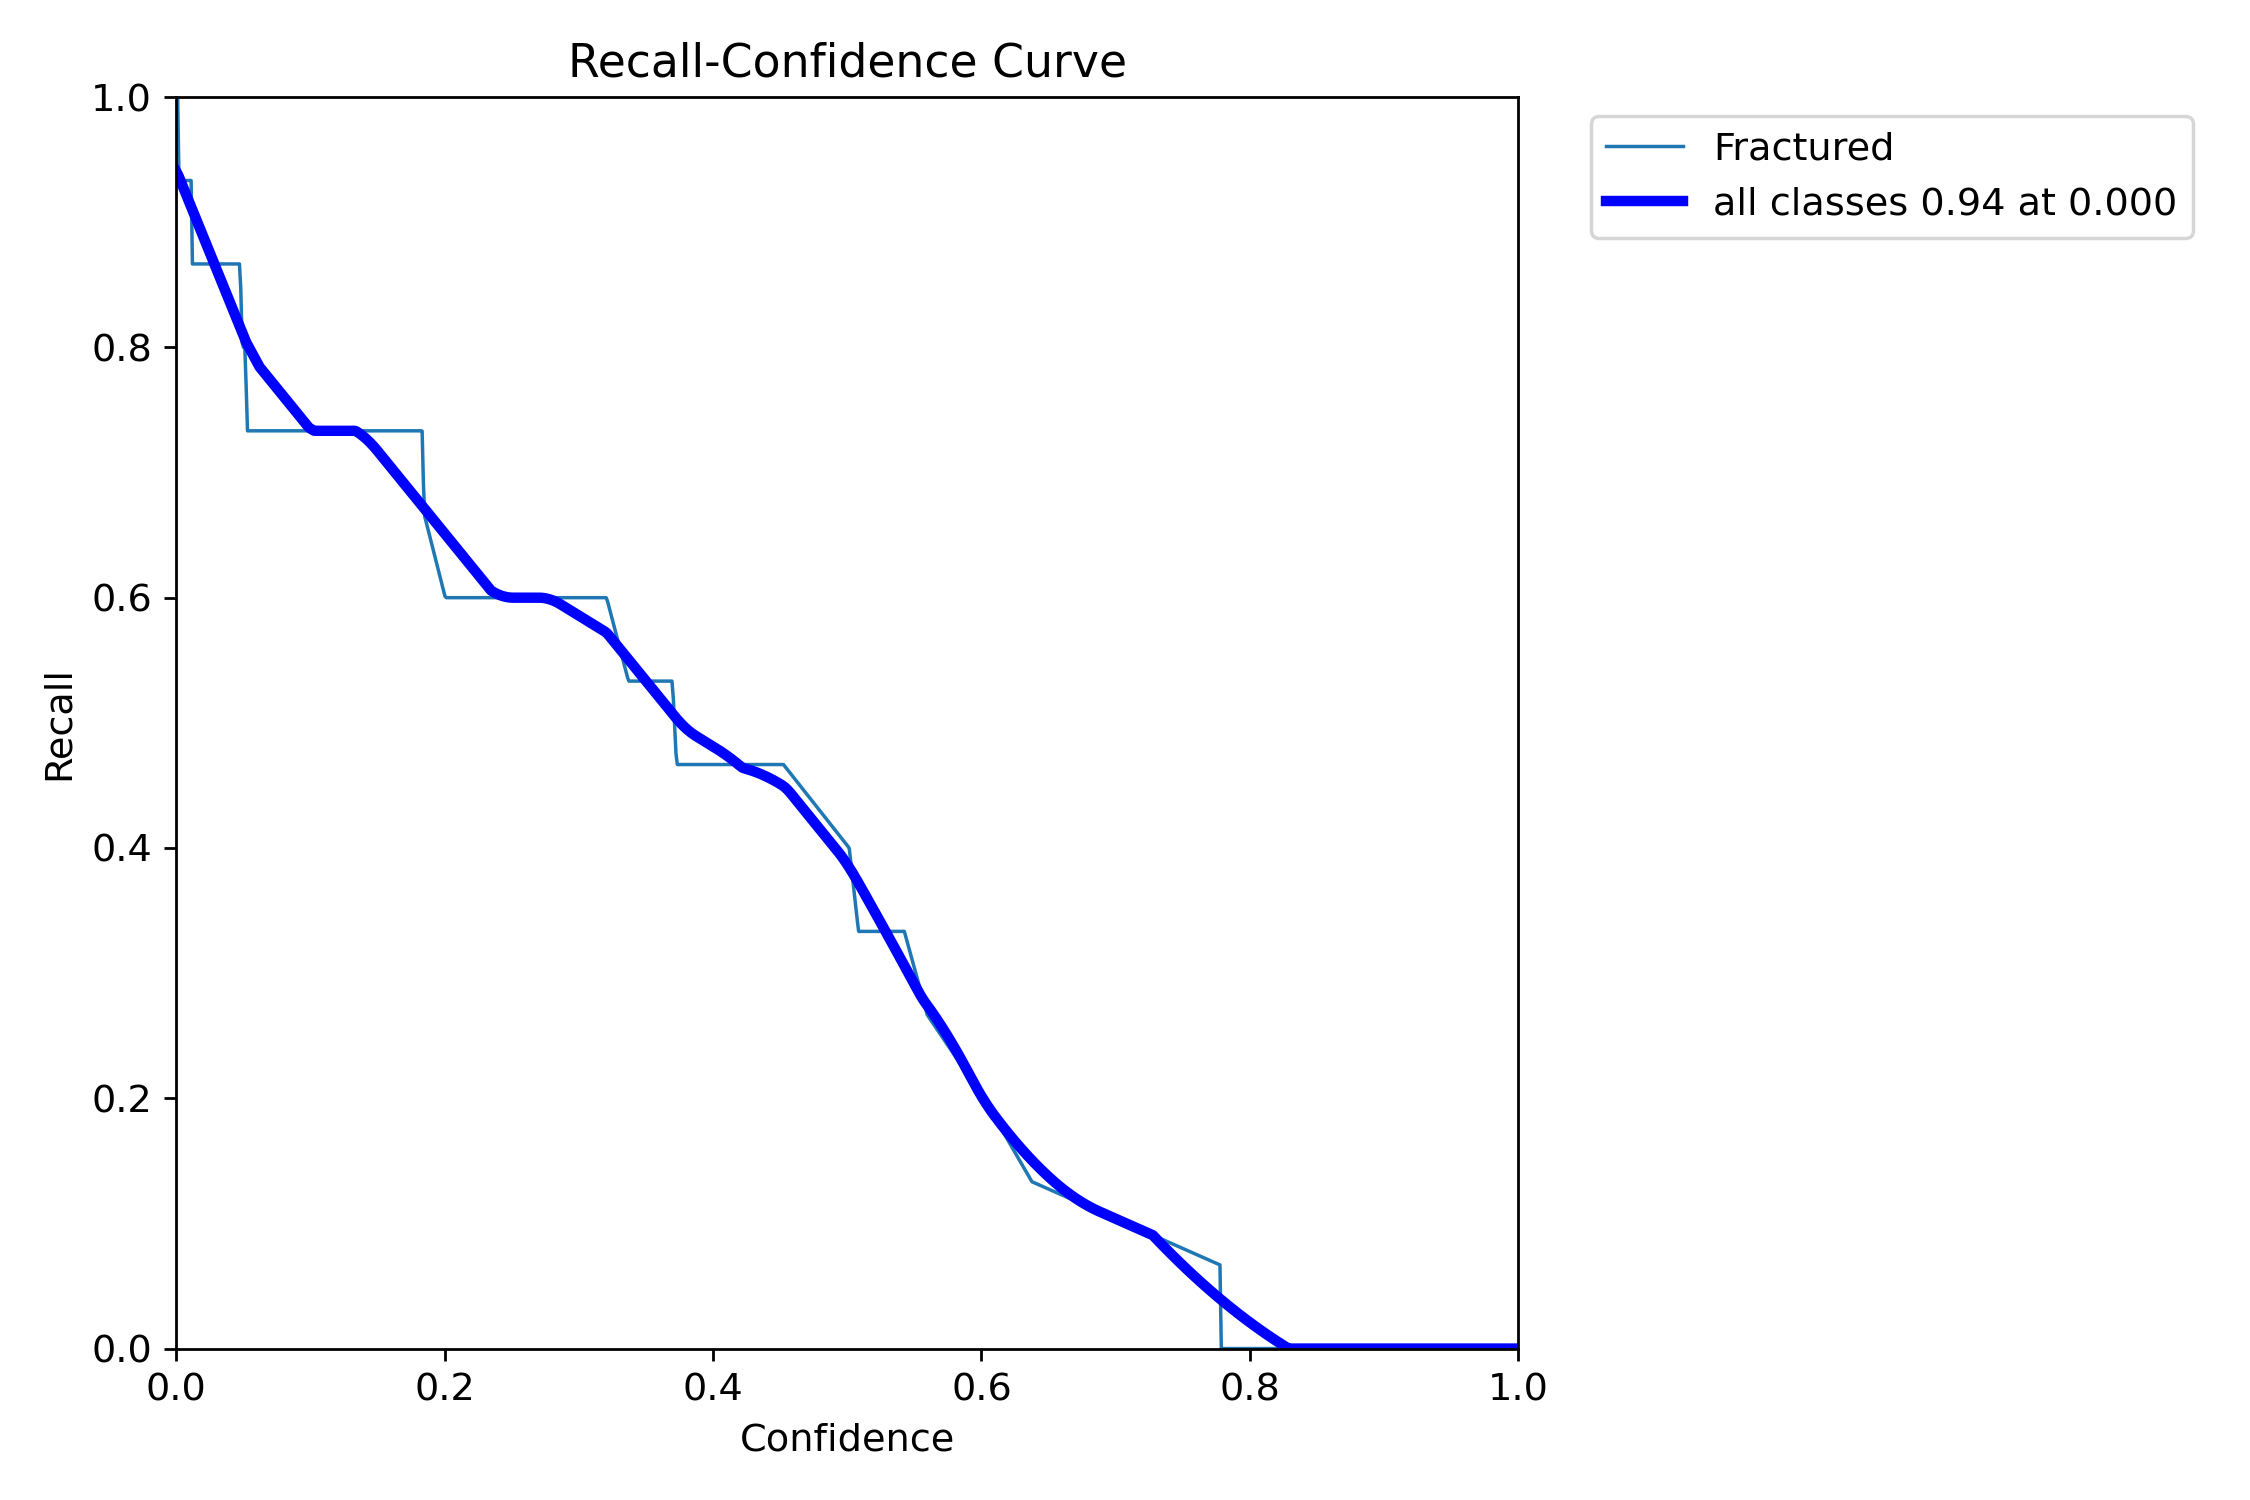 Recall-Confidence Curve
1.0
0.8
0.6
0.4
0.2
0.0
Recall
0.0 0.2 0.4 0.6 0.8 1.0
Confidence
Fractured
all classes 0.94 at 0.000